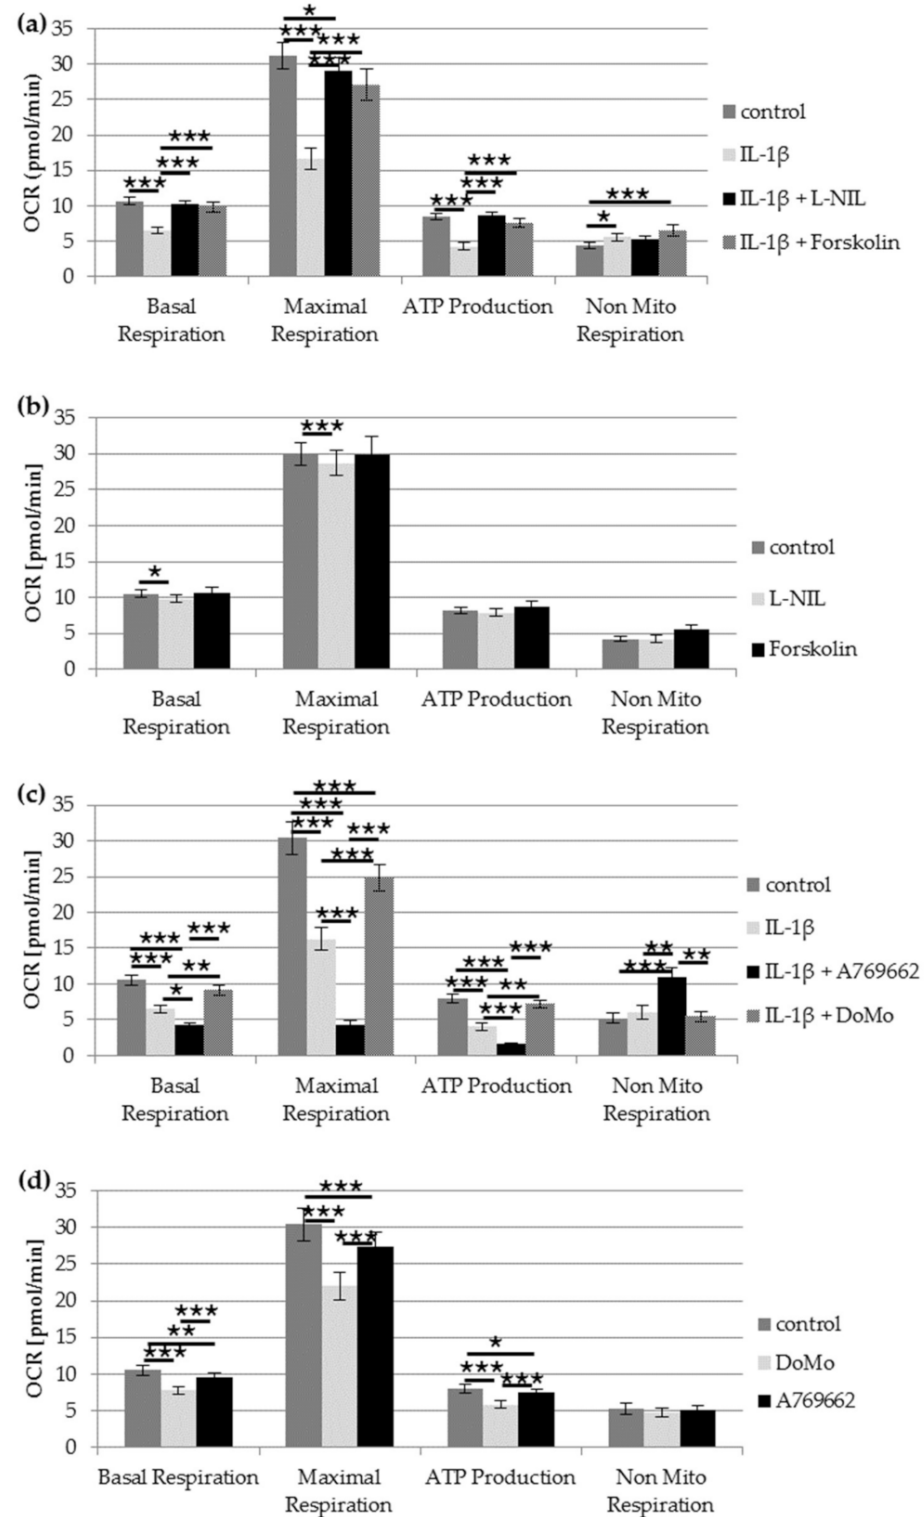 (a)
OCR (pmol/min)
35
30
25
20
15
10
5
0
*
***
***
***
***
***
***
***
***
***
***
*
Basal
Respiration
Maximal
Respiration
ATP Production
Non Mito
Respiration
control
IL-1β
IL-1β + L-NIL
IL-1β + Forskolin
(b)
OCR [pmol/min]
35
30
25
20
15
10
5
0
***
*
Basal
Respiration
Maximal
Respiration
ATP Production
Non Mito
Respiration
control
L-NIL
Forskolin
(c)
OCR [pmol/min]
35
30
25
20
15
10
5
0
***
***
***
***
***
***
***
***
***
**
*
***
***
***
**
***
**
***
**
Basal
Respiration
Maximal
Respiration
ATP Production
Non Mito
Respiration
control
IL-1β
IL-1β + A769662
IL-1β + DoMo
(d)
OCR [pmol/min]
35
30
25
20
15
10
5
0
***
***
***
***
**
***
*
***
***
Basal Respiration
Maximal
Respiration
ATP Production
Non Mito
Respiration
control
DoMo
A769662